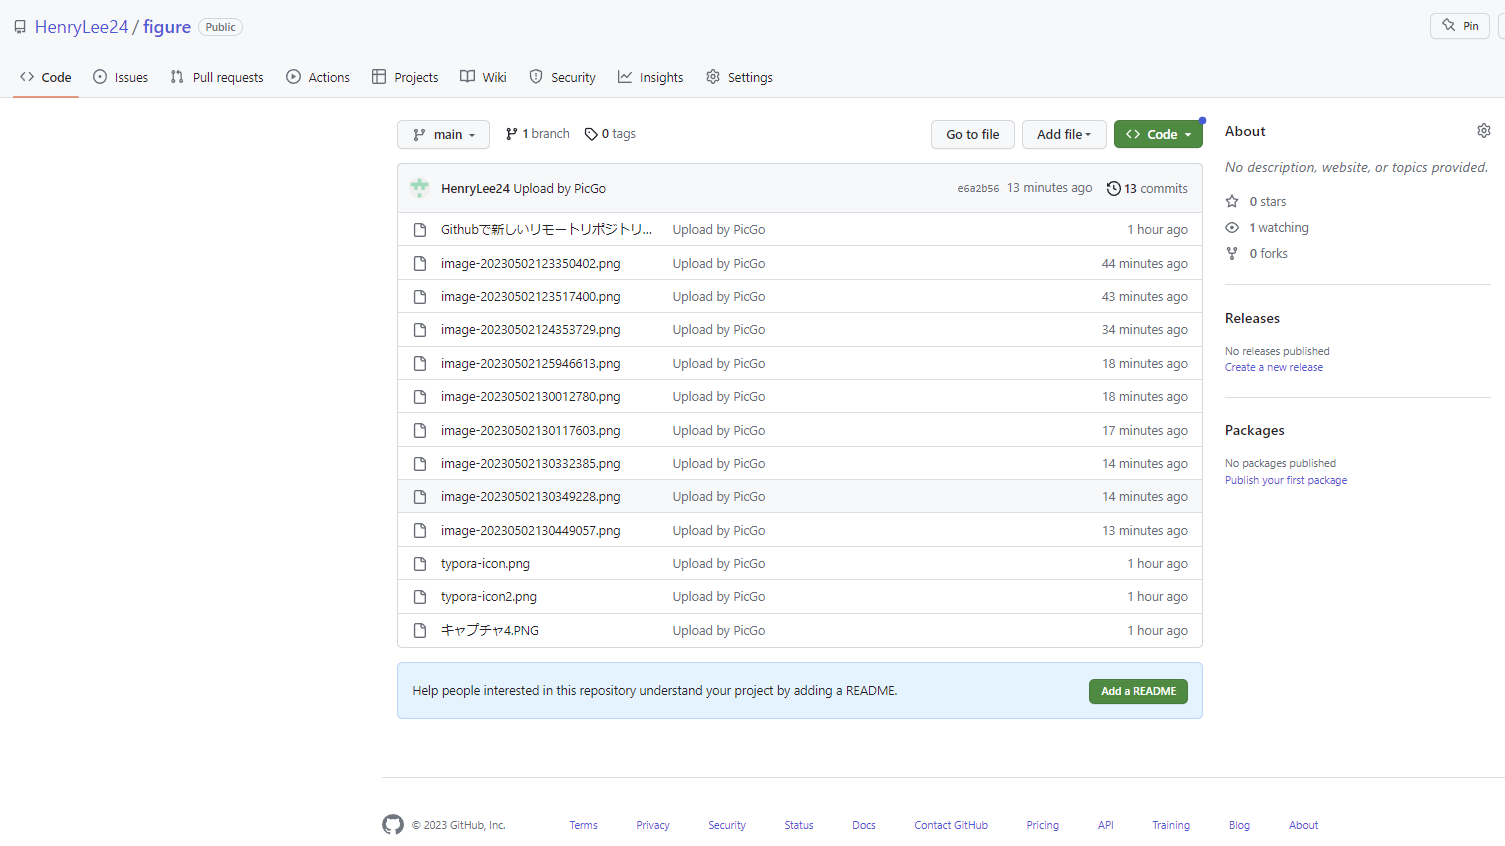 HenryLee24 / figure Public
Pin
Code Issues Pull requests Actions Projects Wiki Security Insights Settings
main 1 branch 0 tags Go to file Add file Code
HenryLee24 Upload by PicGo e6a2b56 13 minutes ago 13 commits
Githubで新しいリモートリポジトリ... Upload by PicGo 1 hour ago
image-20230502123350402.png Upload by PicGo 44 minutes ago
image-20230502123517400.png Upload by PicGo 43 minutes ago
image-20230502124353729.png Upload by PicGo 34 minutes ago
image-20230502125946613.png Upload by PicGo 18 minutes ago
image-20230502130012780.png Upload by PicGo 18 minutes ago
image-20230502130117603.png Upload by PicGo 17 minutes ago
image-20230502130332385.png Upload by PicGo 14 minutes ago
image-20230502130349228.png Upload by PicGo 14 minutes ago
image-20230502130449057.png Upload by PicGo 13 minutes ago
typora-icon.png Upload by PicGo 1 hour ago
typora-icon2.png Upload by PicGo 1 hour ago
キャプチャ4.PNG Upload by PicGo 1 hour ago
Help people interested in this repository understand your project by adding a README. Add a README
About
No description, website, or topics provided.
0 stars
1 watching
0 forks
Releases
No releases published
Create a new release
Packages
No packages published
Publish your first package
© 2023 GitHub, Inc. Terms Privacy Security Status Docs Contact GitHub Pricing API Training Blog About